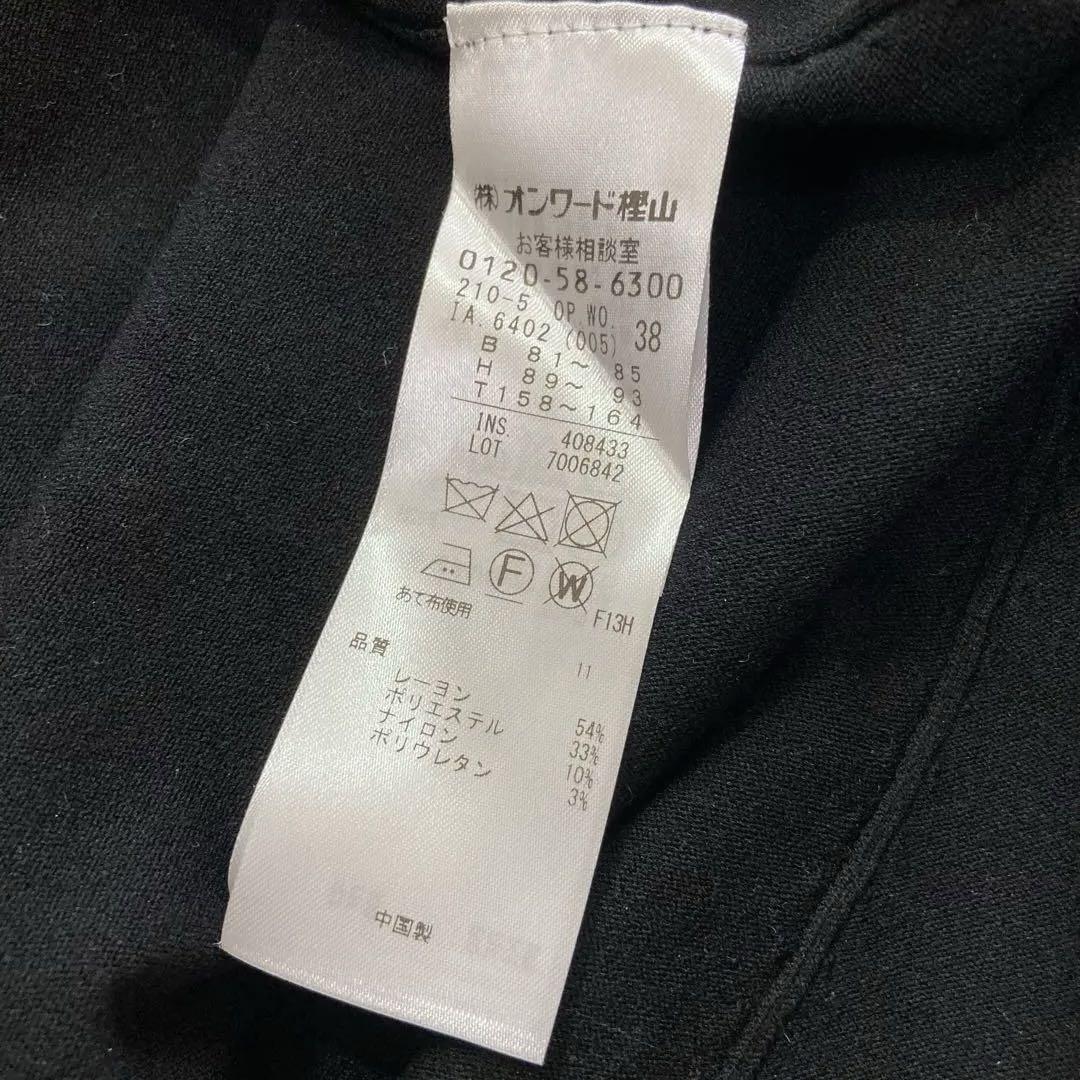 (株)オンワード樫山
お客様相談室
0120-58-6300
210-5 OP.WO. 38
IA.6402 (005)
B 81～ 85
H 89～ 93
T158～164
INS. 408433
LOT 7006842
F
W
あて布使用
F13H
品質 11
レーヨン 54%
ポリエステル 33%
ナイロン 10%
ポリウレタン 3%
中国製